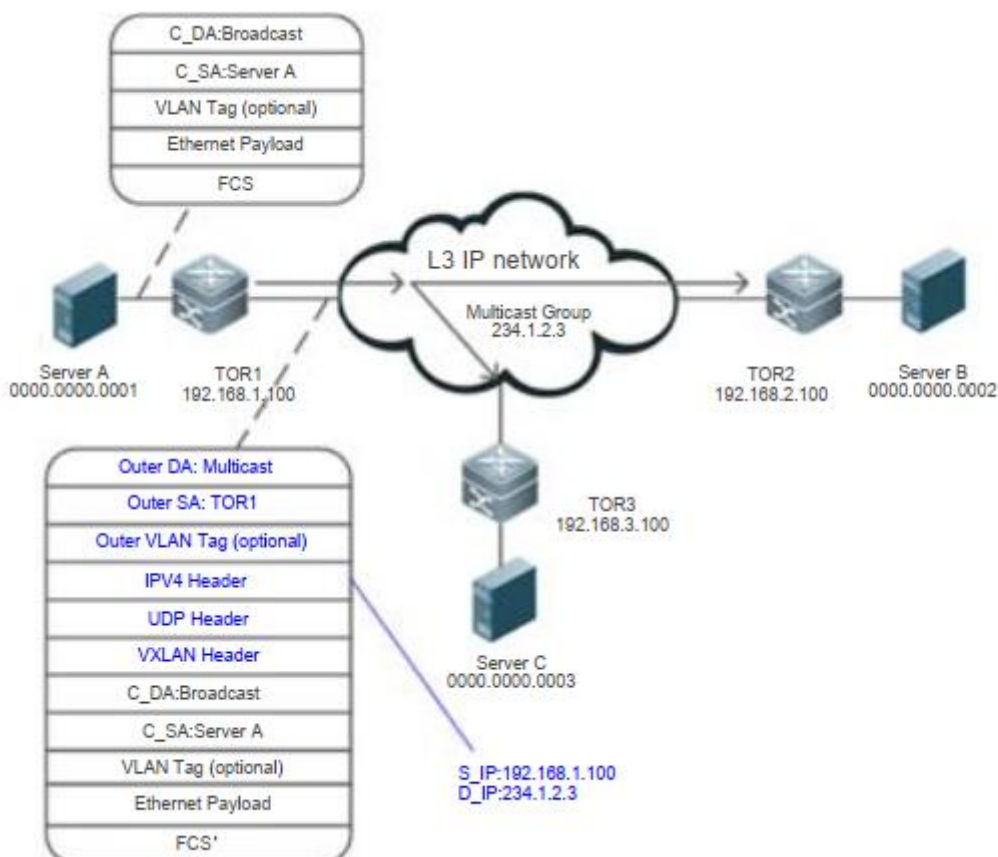 C_DA:Broadcast
C_SA:Server A
VLAN Tag (optional)
Ethernet Payload
FCS
L3 IP network
Multicast Group
234.1.2.3
Server A
0000.0000.0001
TOR1
192.168.1.100
TOR2
192.168.2.100
Server B
0000.0000.0002
TOR3
192.168.3.100
Server C
0000.0000.0003
Outer DA: Multicast
Outer SA: TOR1
Outer VLAN Tag (optional)
IPV4 Header
UDP Header
VXLAN Header
C_DA:Broadcast
C_SA:Server A
VLAN Tag (optional)
Ethernet Payload
FCS'
S_IP:192.168.1.100
D_IP:234.1.2.3